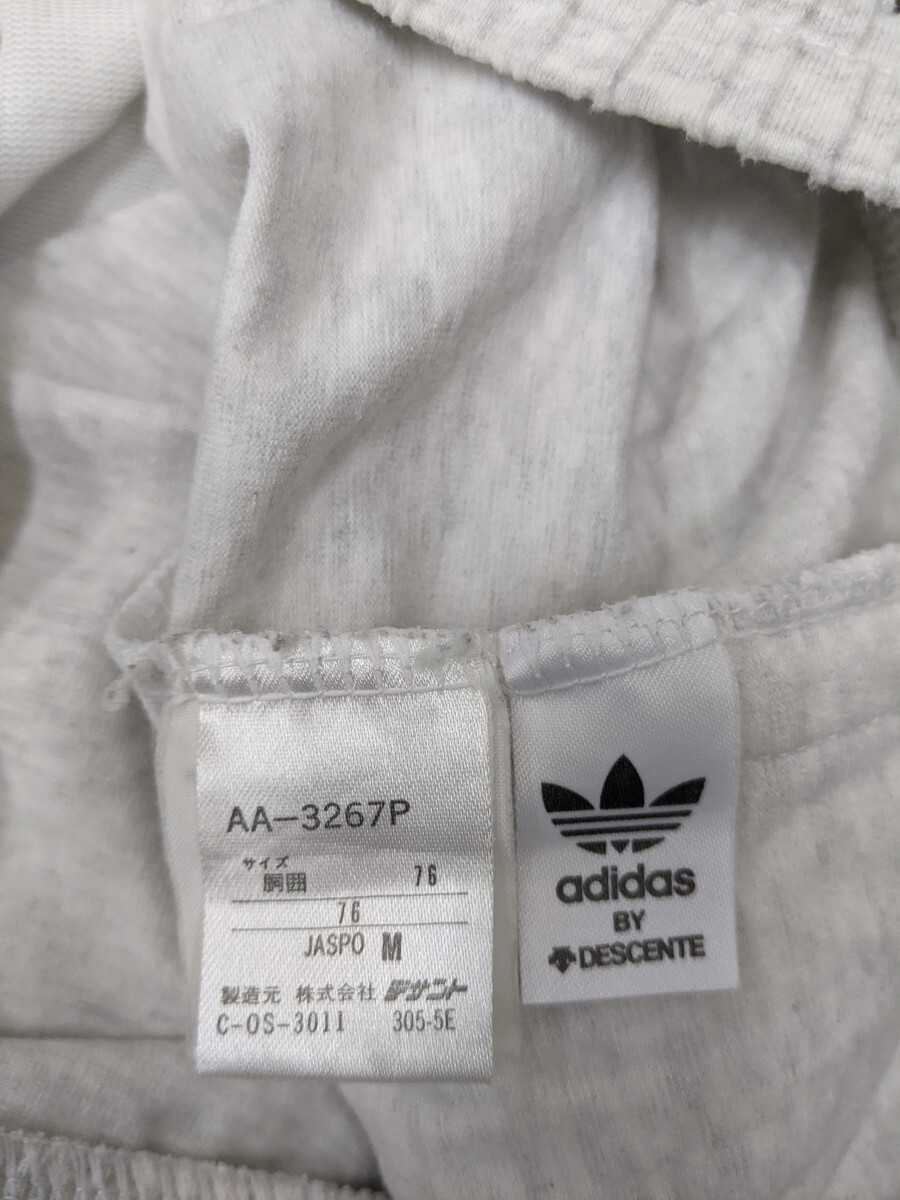 AA-3267P
サイズ
胴囲 76
76
JASPO M
製造元 株式会社 デサント
C-OS-3011 305-5E
adidas
BY
DESCENTE